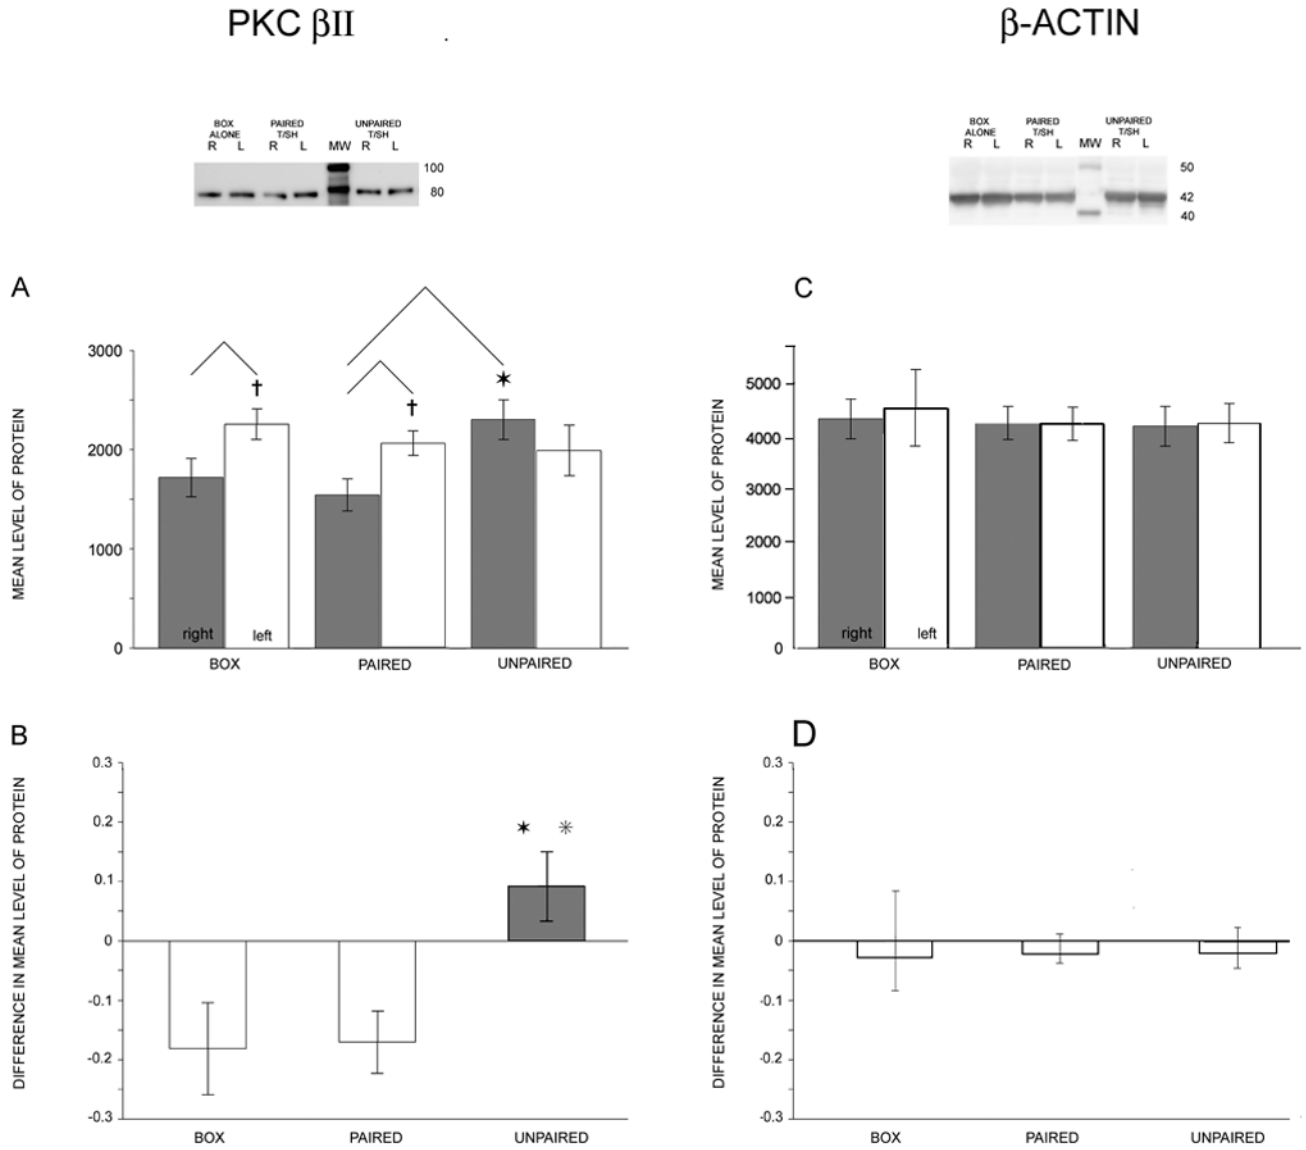 PKC βII
β-ACTIN
BOX ALONE
PAIRED T/SH
UNPAIRED T/SH
R L R L MW R L
100
80
BOX ALONE
PAIRED T/SH
UNPAIRED T/SH
R L R L MW R L
50
42
40
A
MEAN LEVEL OF PROTEIN
3000
2000
1000
0
†
†
✶
right
left
BOX
PAIRED
UNPAIRED
C
MEAN LEVEL OF PROTEIN
5000
4000
3000
2000
1000
0
right
left
BOX
PAIRED
UNPAIRED
B
DIFFERENCE IN MEAN LEVEL OF PROTEIN
0.3
0.2
0.1
0
-0.1
-0.2
-0.3
✶ ☼
BOX
PAIRED
UNPAIRED
D
DIFFERENCE IN MEAN LEVEL OF PROTEIN
0.3
0.2
0.1
0
-0.1
-0.2
-0.3
BOX
PAIRED
UNPAIRED